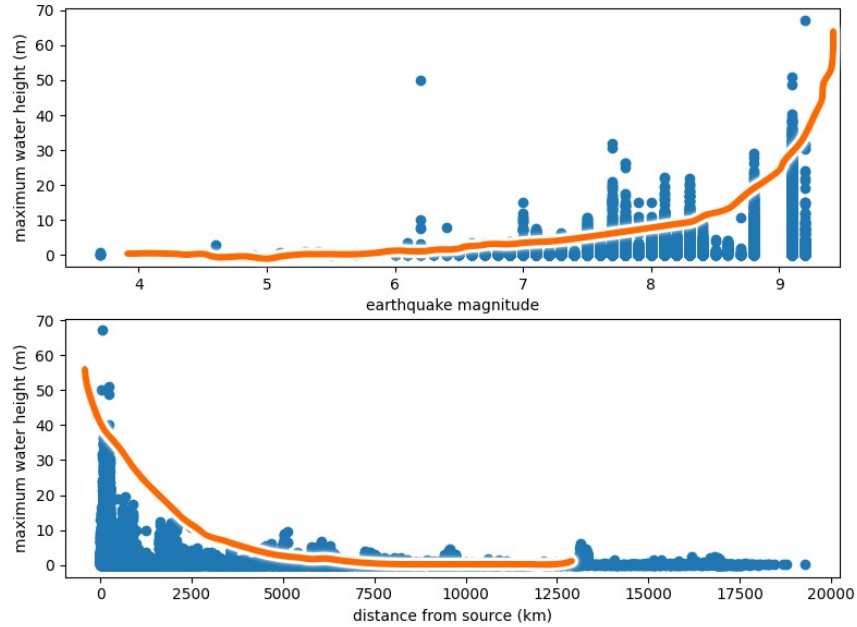 70
60
50
40
30
20
10
0
maximum water height (m)
4 5 6 7 8 9
earthquake magnitude
70
60
50
40
30
20
10
0
maximum water height (m)
0 2500 5000 7500 10000 12500 15000 17500 20000
distance from source (km)